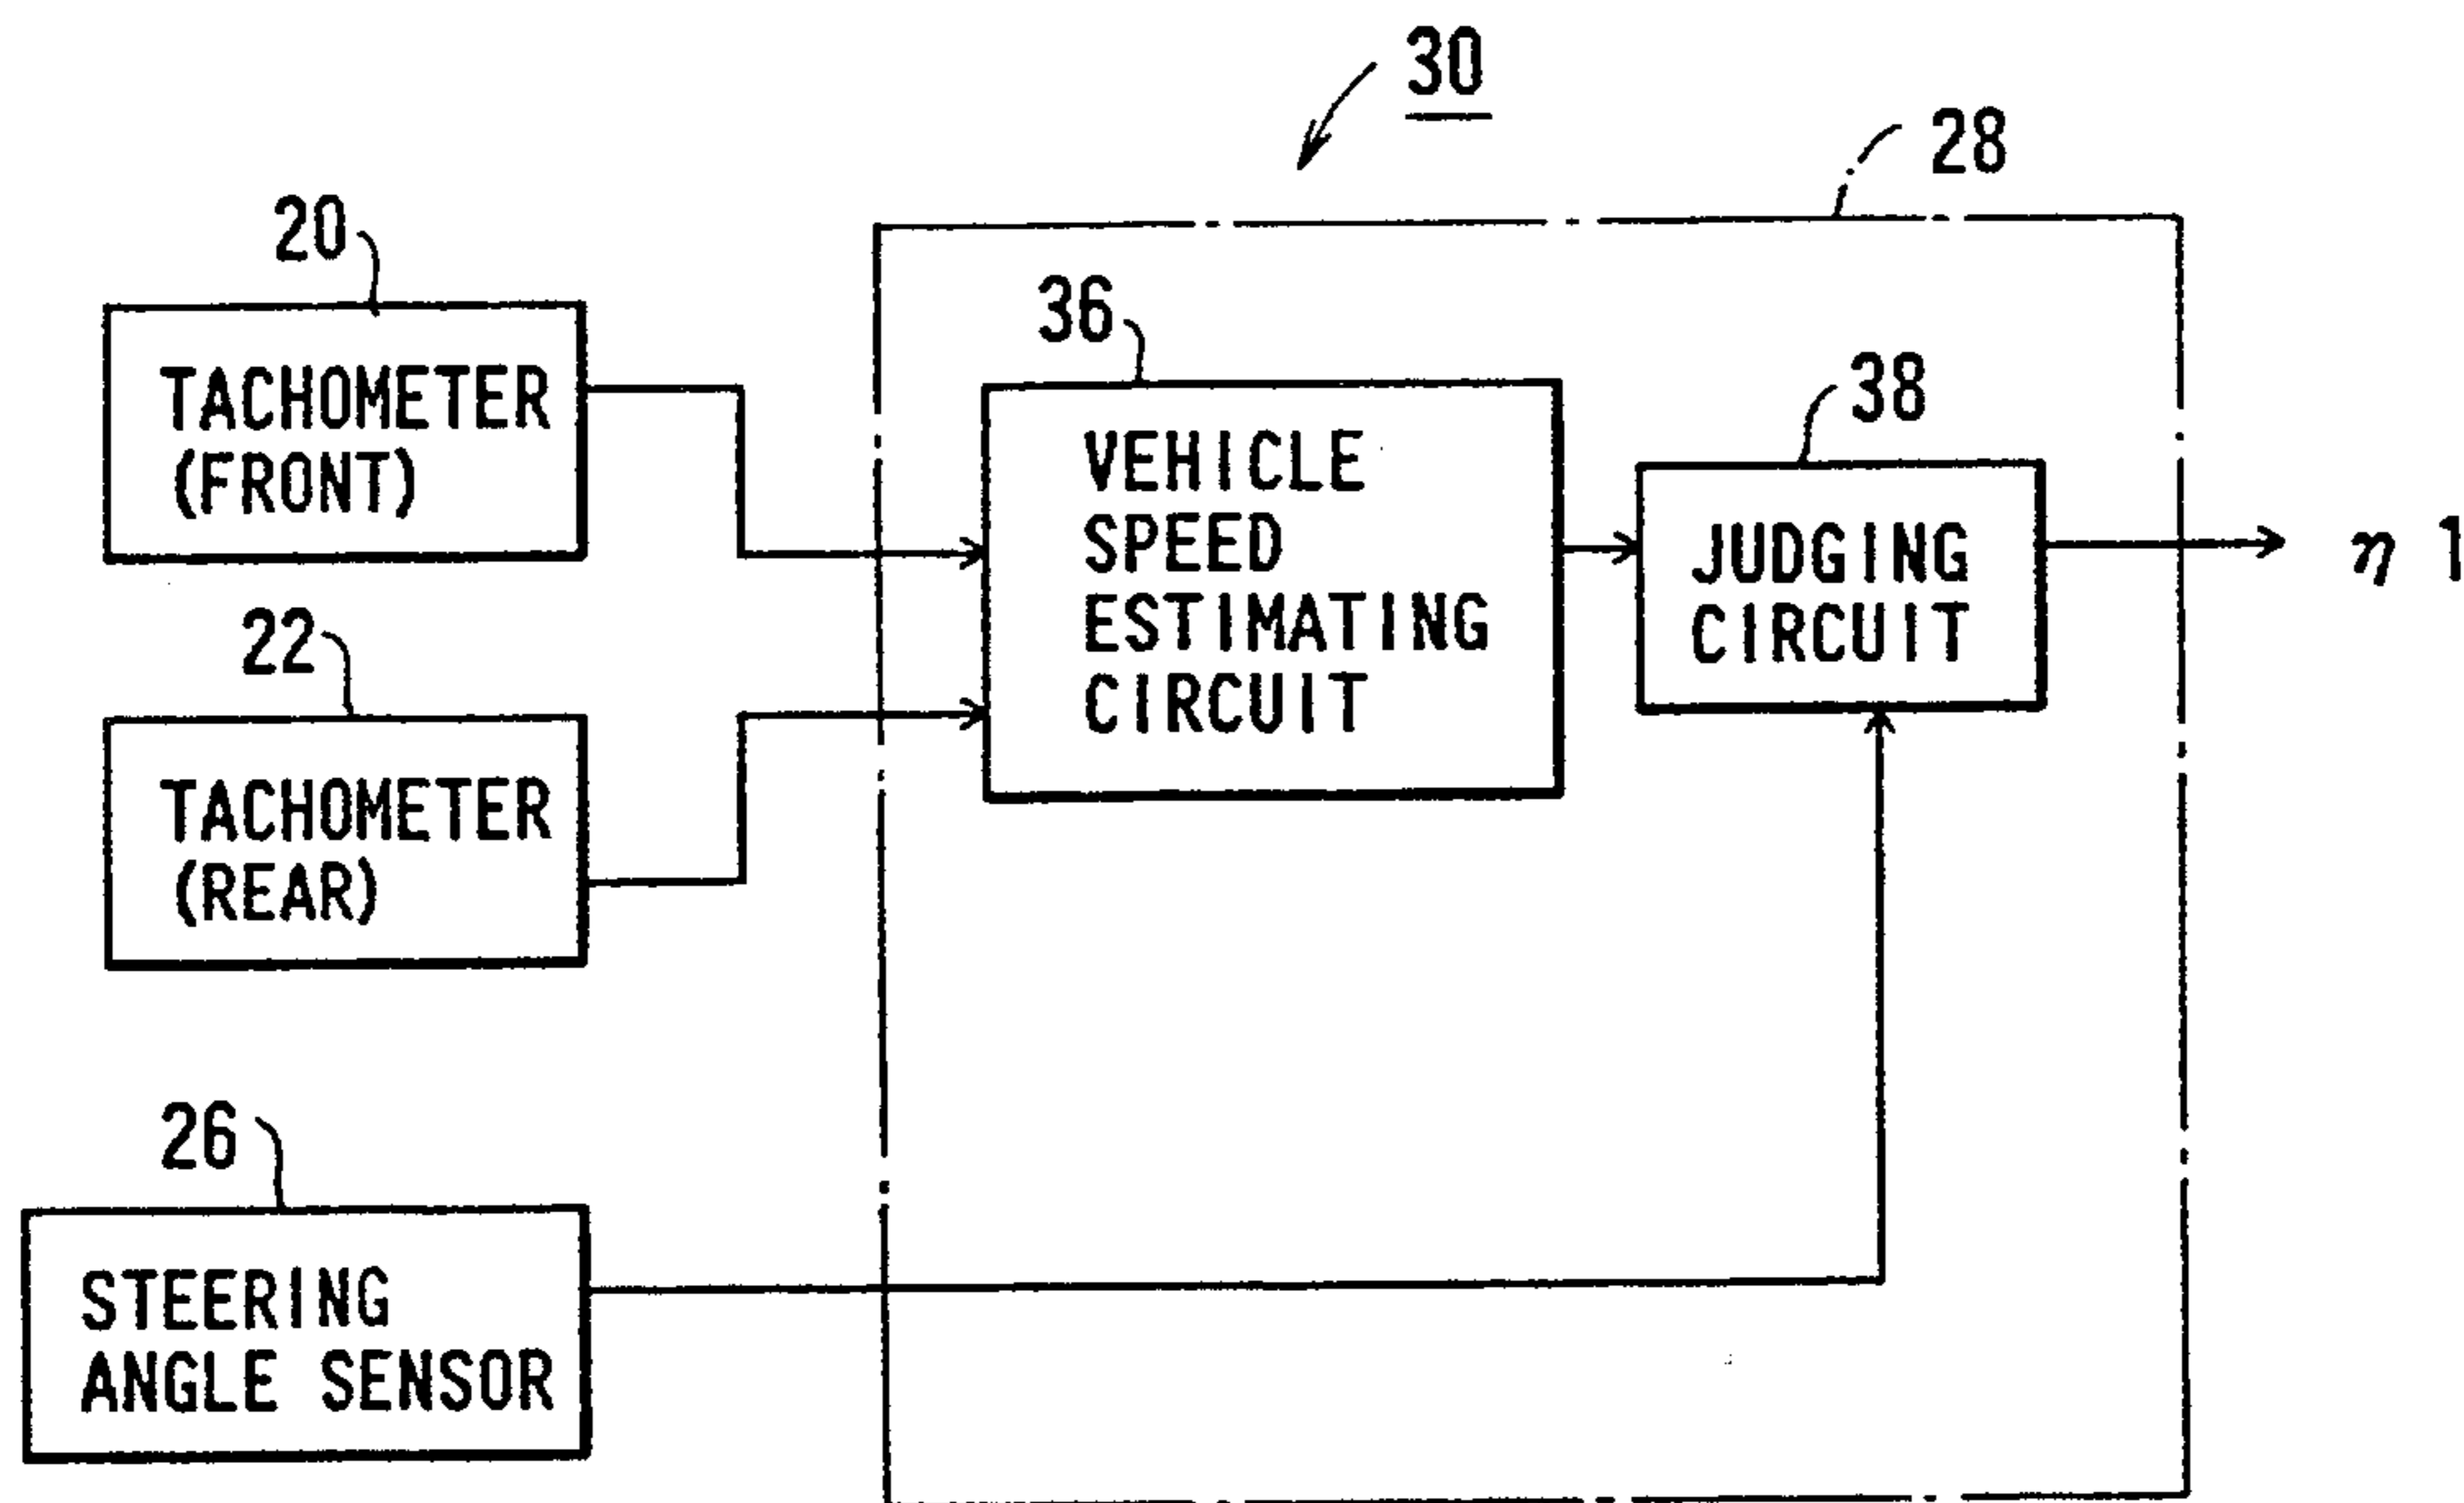 30
28
20
36
38
TACHOMETER
(FRONT)
VEHICLE
SPEED
ESTIMATING
CIRCUIT
JUDGING
CIRCUIT
η 1
22
TACHOMETER
(REAR)
26
STEERING
ANGLE SENSOR